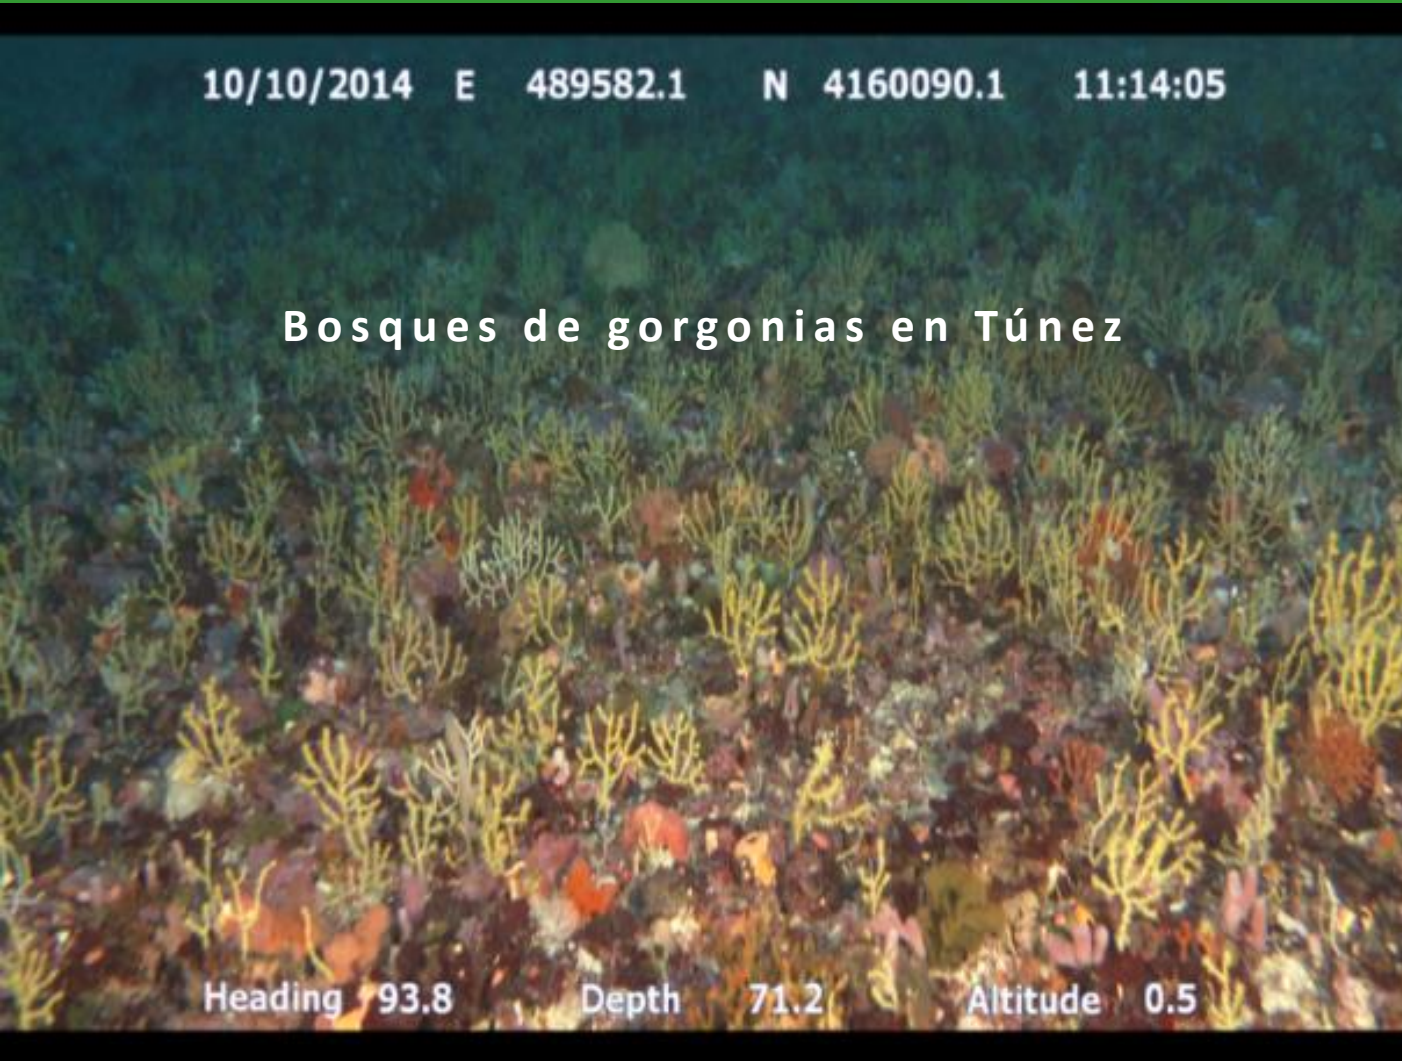 10/10/2014 E 489582.1 N 4160090.1 11:14:05
Bosques de gorgonias en Túnez
Heading 93.8 Depth 71.2 Altitude 0.5